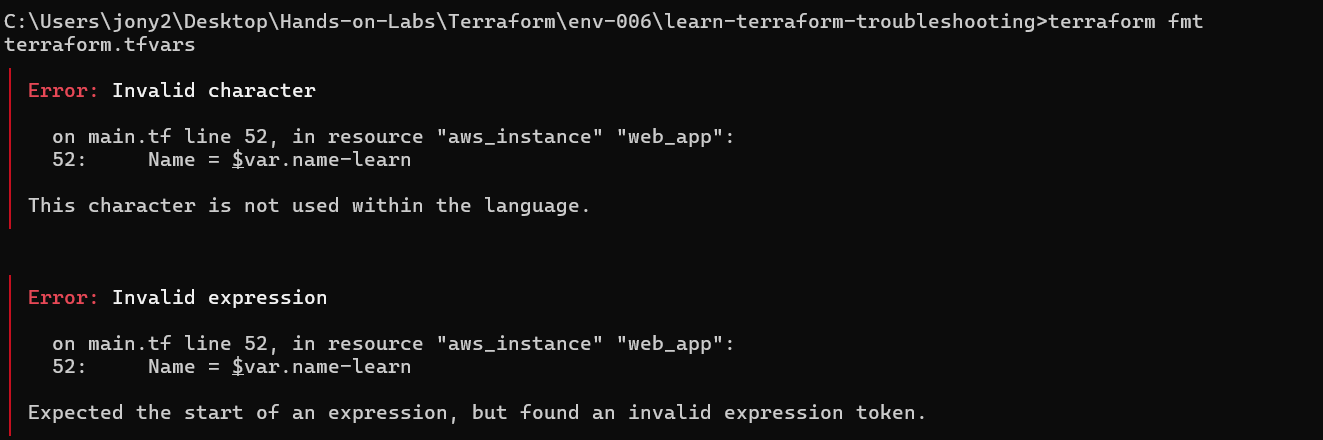 C:\Users\jony2\Desktop\Hands-on-Labs\Terraform\env-006\learn-terraform-troubleshooting>terraform fmt
terraform.tfvars
Error: Invalid character
on main.tf line 52, in resource "aws_instance" "web_app":
52:     Name = $var.name-learn
This character is not used within the language.
Error: Invalid expression
on main.tf line 52, in resource "aws_instance" "web_app":
52:     Name = $var.name-learn
Expected the start of an expression, but found an invalid expression token.